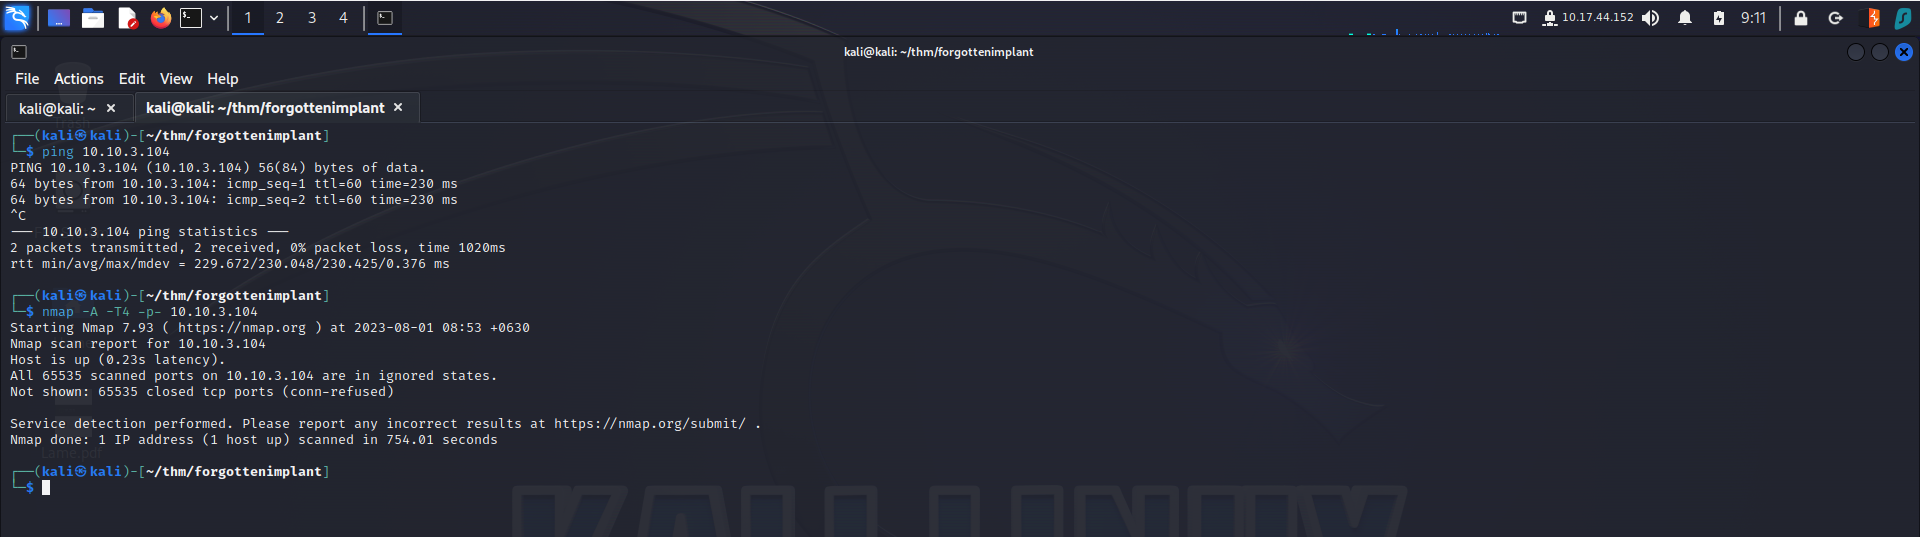 1 2 3 4 10.17.44.152 9:11
kali@kali: ~/thm/forgottenimplant
File Actions Edit View Help
kali@kali: ~ × kali@kali: ~/thm/forgottenimplant ×
┌──(kali㉿kali)-[~/thm/forgottenimplant]
└─$ ping 10.10.3.104
PING 10.10.3.104 (10.10.3.104) 56(84) bytes of data.
64 bytes from 10.10.3.104: icmp_seq=1 ttl=60 time=230 ms
64 bytes from 10.10.3.104: icmp_seq=2 ttl=60 time=230 ms
^C
--- 10.10.3.104 ping statistics ---
2 packets transmitted, 2 received, 0% packet loss, time 1020ms
rtt min/avg/max/mdev = 229.672/230.048/230.425/0.376 ms
┌──(kali㉿kali)-[~/thm/forgottenimplant]
└─$ nmap -A -T4 -p- 10.10.3.104
Starting Nmap 7.93 ( https://nmap.org ) at 2023-08-01 08:53 +0630
Nmap scan report for 10.10.3.104
Host is up (0.23s latency).
All 65535 scanned ports on 10.10.3.104 are in ignored states.
Not shown: 65535 closed tcp ports (conn-refused)
Service detection performed. Please report any incorrect results at https://nmap.org/submit/ .
Nmap done: 1 IP address (1 host up) scanned in 754.01 seconds
┌──(kali㉿kali)-[~/thm/forgottenimplant]
└─$
KALI LINUX